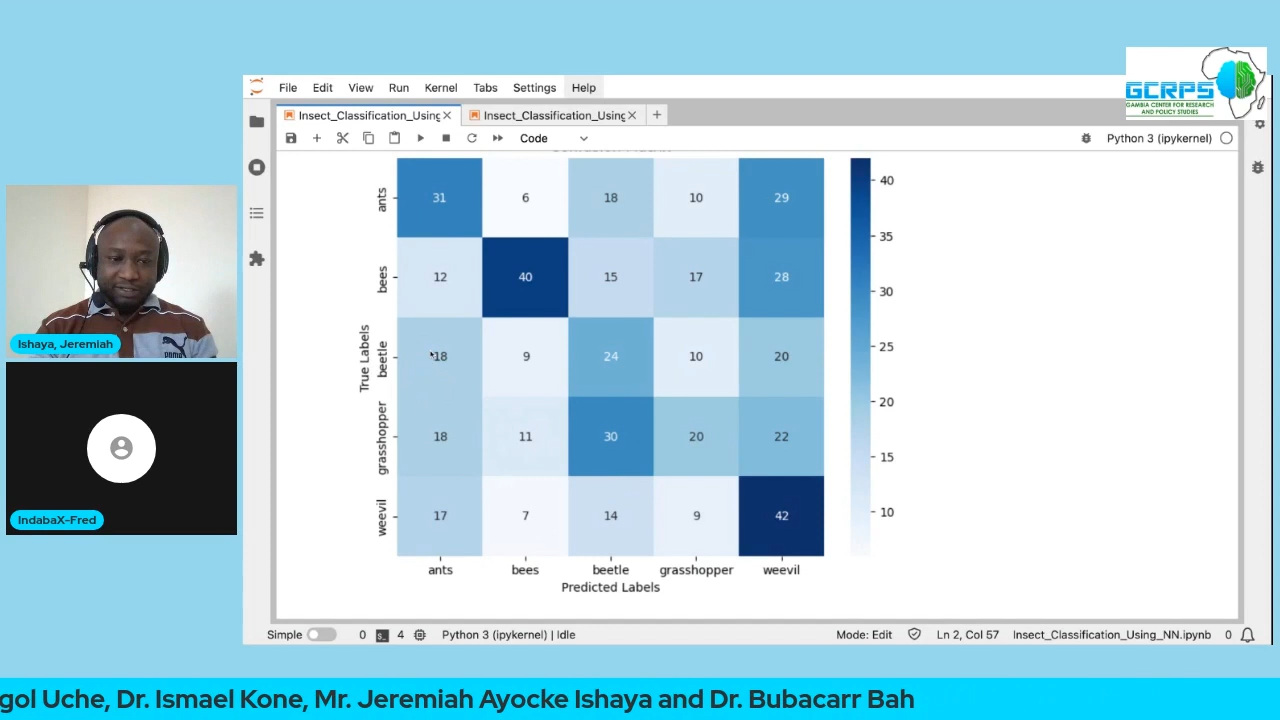 GCRPS
GAMBIA CENTER FOR RESEARCH
AND POLICY STUDIES
File Edit View Run Kernel Tabs Settings Help
Insect_Classification_Using
Insect_Classification_Using
Code
Python 3 (ipykernel)
ants 31 6 18 10 29
bees 12 40 15 17 28
beetle 18 9 24 10 20
grasshopper 18 11 30 20 22
weevil 17 7 14 9 42
True Labels
ants bees beetle grasshopper weevil
Predicted Labels
40
35
30
25
20
15
10
Ishaya, Jeremiah
IndabaX-Fred
Simple 0 4 Python 3 (ipykernel) | Idle Mode: Edit Ln 2, Col 57 Insect_Classification_Using_NN.ipynb 0
gol Uche, Dr. Ismael Kone, Mr. Jeremiah Ayocke Ishaya and Dr. Bubacarr Bah